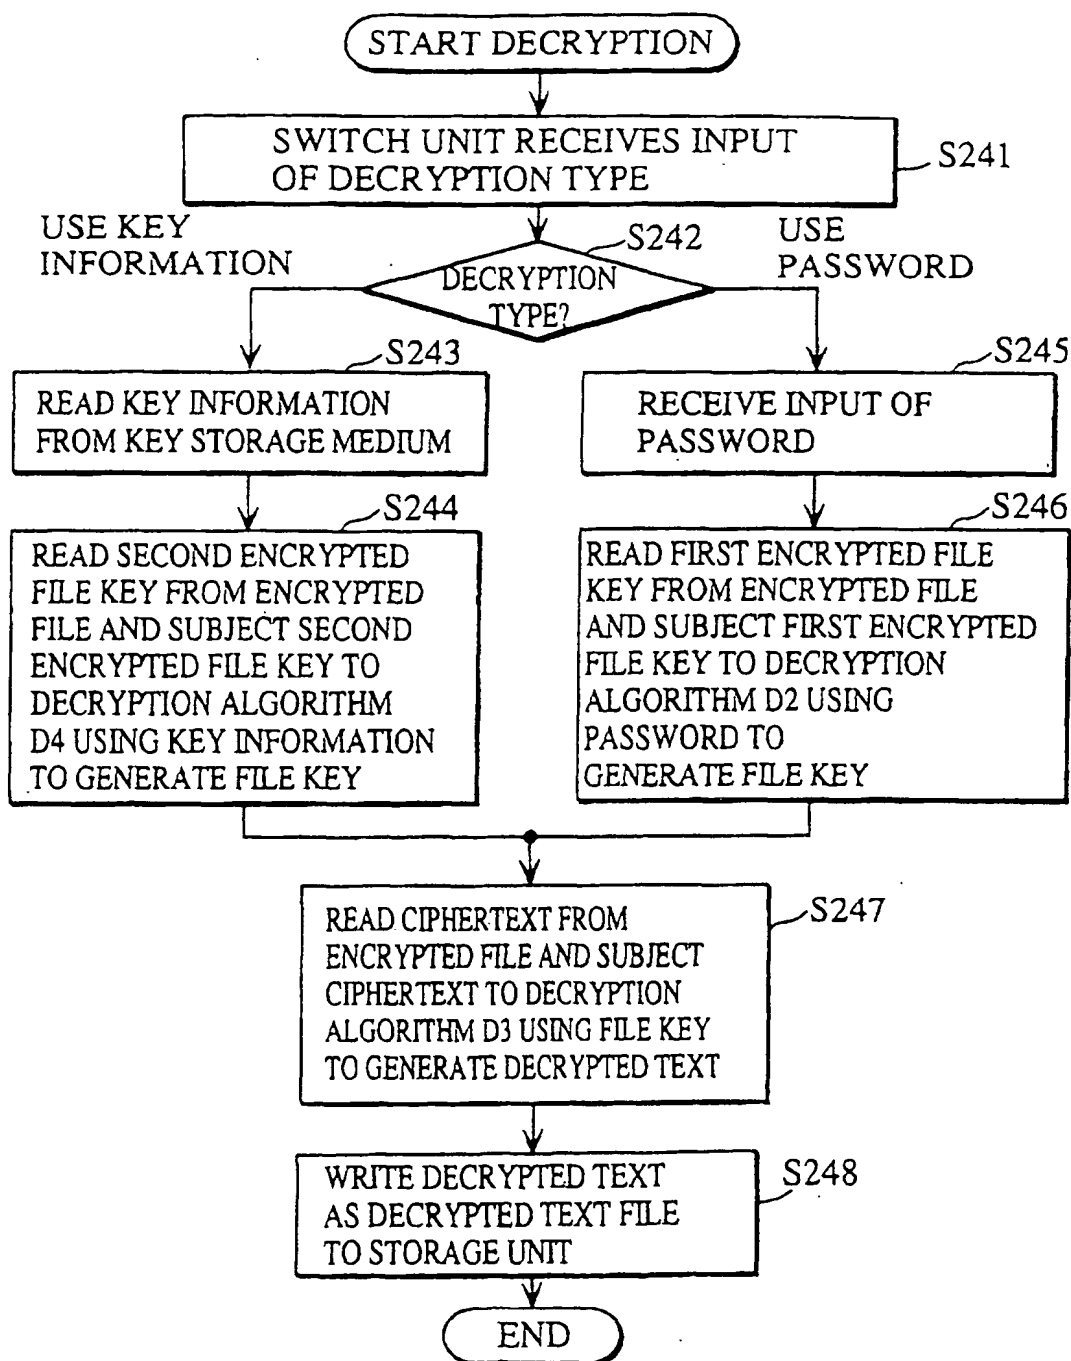 START DECRYPTION
SWITCH UNIT RECEIVES INPUT
OF DECRYPTION TYPE
S241
USE KEY
INFORMATION
S242
USE
PASSWORD
DECRYPTION
TYPE?
S243
READ KEY INFORMATION
FROM KEY STORAGE MEDIUM
S245
RECEIVE INPUT OF
PASSWORD
S244
READ SECOND ENCRYPTED
FILE KEY FROM ENCRYPTED
FILE AND SUBJECT SECOND
ENCRYPTED FILE KEY TO
DECRYPTION ALGORITHM
D4 USING KEY INFORMATION
TO GENERATE FILE KEY
S246
READ FIRST ENCRYPTED FILE
KEY FROM ENCRYPTED FILE
AND SUBJECT FIRST ENCRYPTED
FILE KEY TO DECRYPTION
ALGORITHM D2 USING
PASSWORD TO
GENERATE FILE KEY
S247
READ CIPHERTEXT FROM
ENCRYPTED FILE AND SUBJECT
CIPHERTEXT TO DECRYPTION
ALGORITHM D3 USING FILE KEY
TO GENERATE DECRYPTED TEXT
S248
WRITE DECRYPTED TEXT
AS DECRYPTED TEXT FILE
TO STORAGE UNIT
END